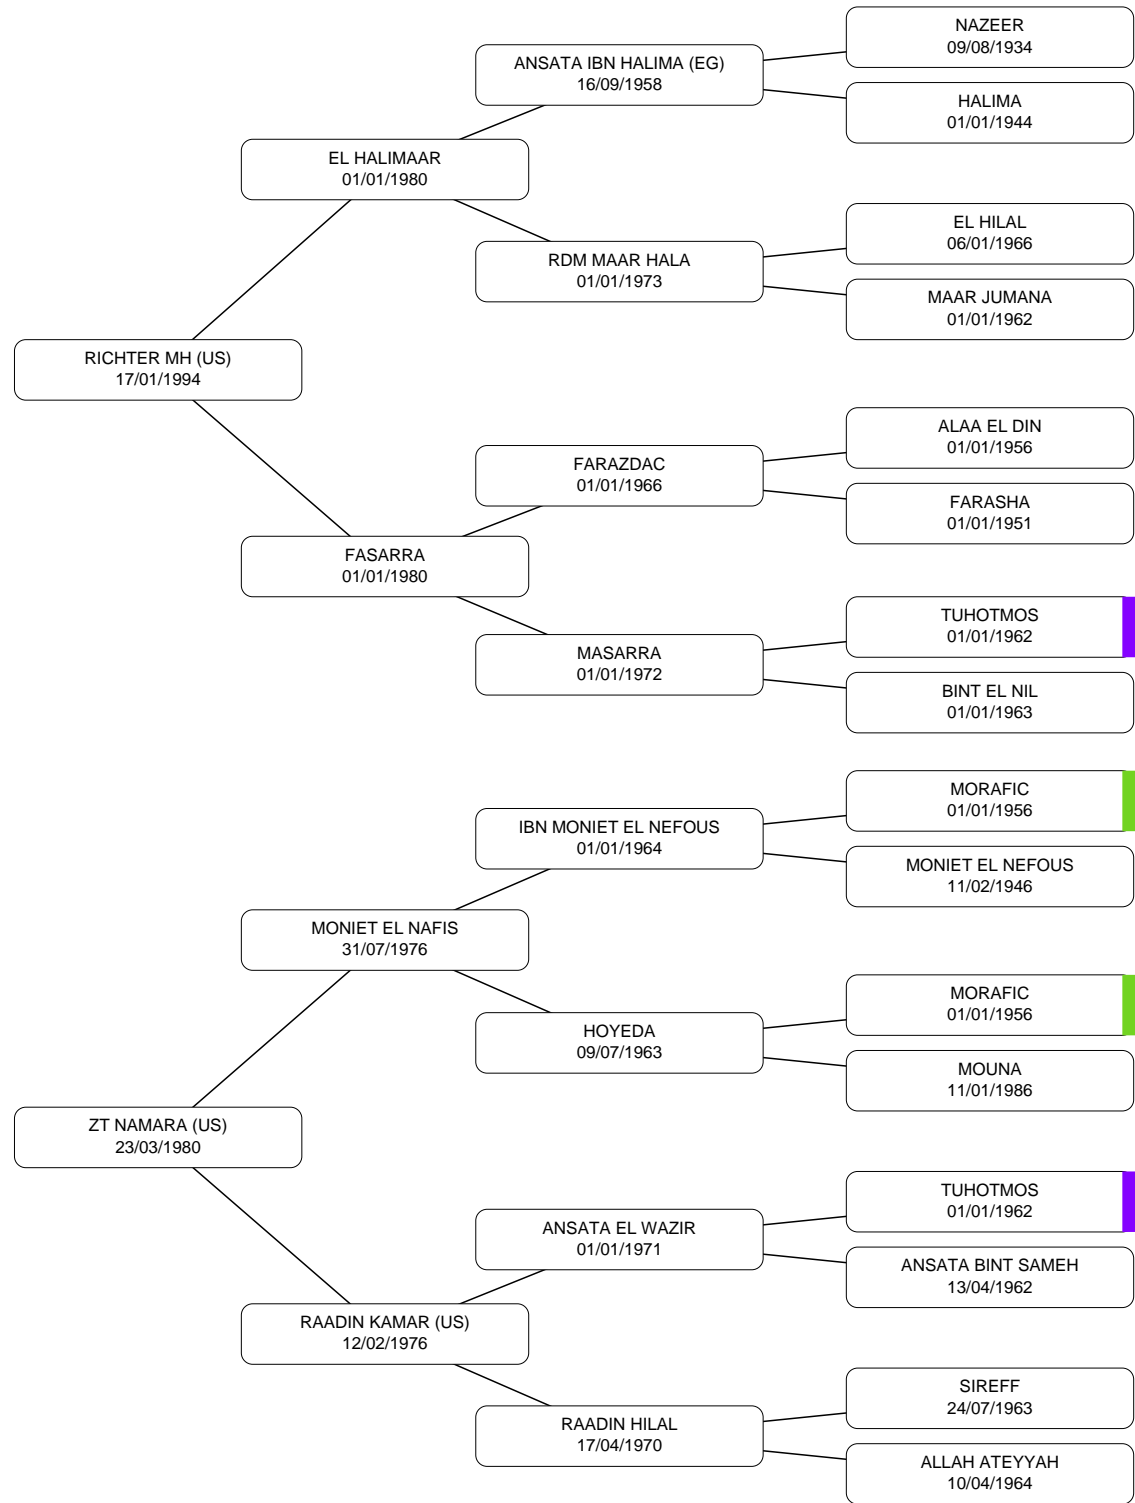 NAZEER
09/08/1934
ANSATA IBN HALIMA (EG)
16/09/1958
HALIMA
01/01/1944
EL HALIMAAR
01/01/1980
EL HILAL
06/01/1966
RDM MAAR HALA
01/01/1973
MAAR JUMANA
01/01/1962
RICHTER MH (US)
17/01/1994
ALAA EL DIN
01/01/1956
FARAZDAC
01/01/1966
FARASHA
01/01/1951
FASARRA
01/01/1980
TUHOTMOS
01/01/1962
MASARRA
01/01/1972
BINT EL NIL
01/01/1963
MORAFIC
01/01/1956
IBN MONIET EL NEFOUS
01/01/1964
MONIET EL NEFOUS
11/02/1946
MONIET EL NAFIS
31/07/1976
MORAFIC
01/01/1956
HOYEDA
09/07/1963
MOUNA
11/01/1986
ZT NAMARA (US)
23/03/1980
TUHOTMOS
01/01/1962
ANSATA EL WAZIR
01/01/1971
ANSATA BINT SAMEH
13/04/1962
RAADIN KAMAR (US)
12/02/1976
SIREFF
24/07/1963
RAADIN HILAL
17/04/1970
ALLAH ATEYYAH
10/04/1964